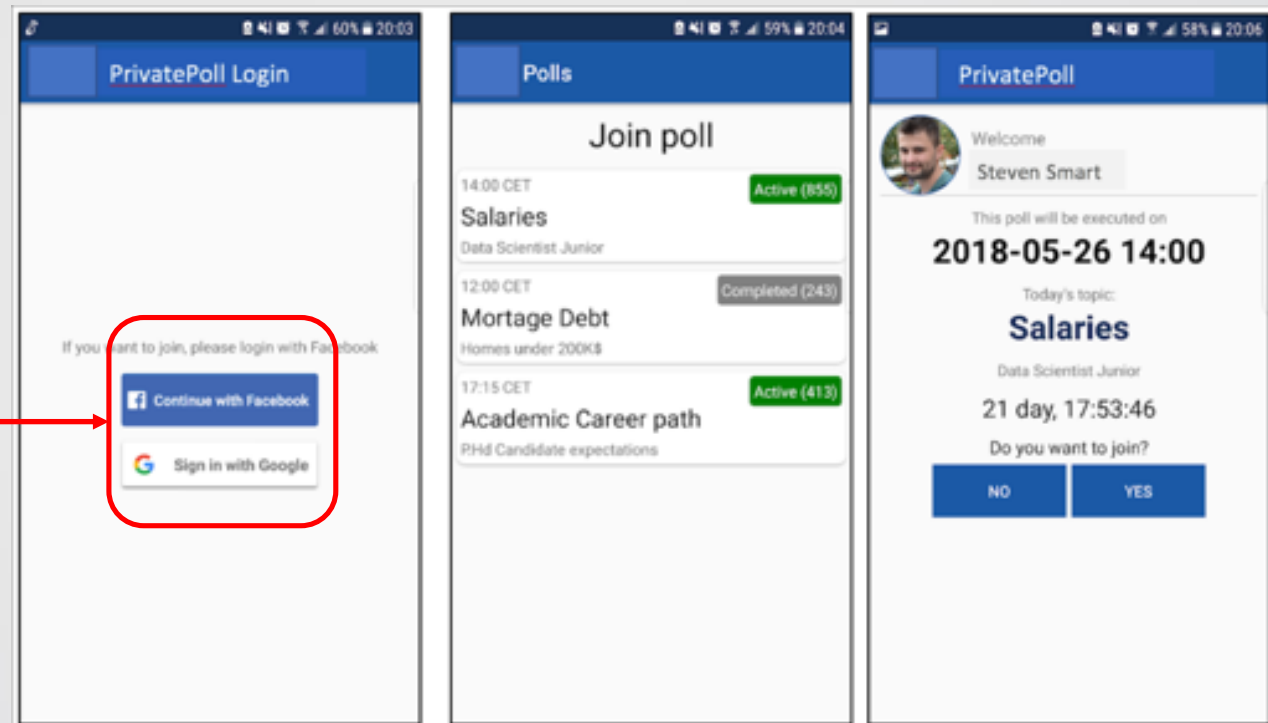 60% 20:03
PrivatePoll Login
If you want to join, please login with Facebook
Continue with Facebook
Sign in with Google
59% 20:04
Polls
Join poll
14:00 CET
Active (855)
Salaries
Data Scientist Junior
12:00 CET
Completed (243)
Mortage Debt
Homes under 200K$
17:15 CET
Active (413)
Academic Career path
P.Hd Candidate expectations
58% 20:06
PrivatePoll
Welcome
Steven Smart
This poll will be executed on
2018-05-26 14:00
Today's topic:
Salaries
Data Scientist Junior
21 day, 17:53:46
Do you want to join?
NO YES